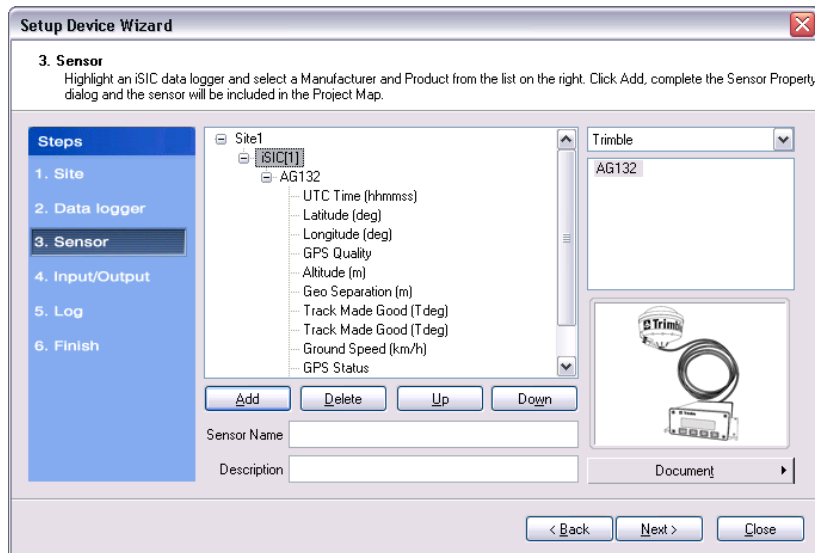 Setup Device Wizard
3. Sensor
Highlight an iSIC data logger and select a Manufacturer and Product from the list on the right. Click Add, complete the Sensor Property
dialog and the sensor will be included in the Project Map.
Steps
1. Site
2. Data logger
3. Sensor
4. Input/Output
5. Log
6. Finish
Site1
iSIC[1]
AG132
UTC Time (hhmmss)
Latitude (deg)
Longitude (deg)
GPS Quality
Altitude (m)
Geo Separation (m)
Track Made Good (Tdeg)
Track Made Good (Tdeg)
Ground Speed (km/h)
GPS Status
Add Delete Up Down
Sensor Name
Description
Trimble
AG132
Trimble
Document
< Back Next > Close